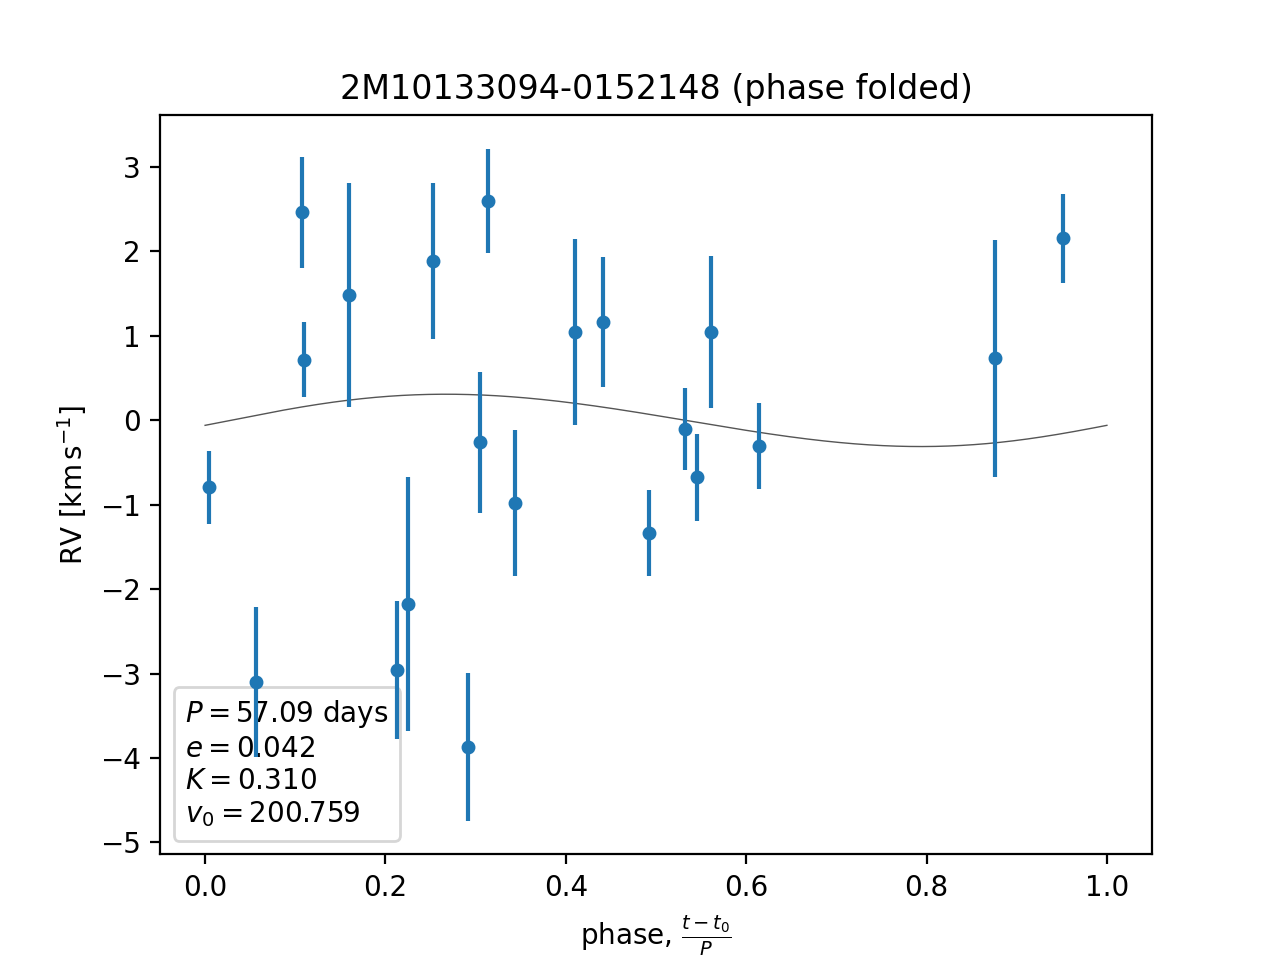 2M10133094-0152148 (phase folded)
RV [km s⁻¹]
3
2
1
0
−1
−2
−3
−4
−5
P = 57.09 days
e = 0.042
K = 0.310
v₀ = 200.759
0.0 0.2 0.4 0.6 0.8 1.0
phase, (t − t₀)/P